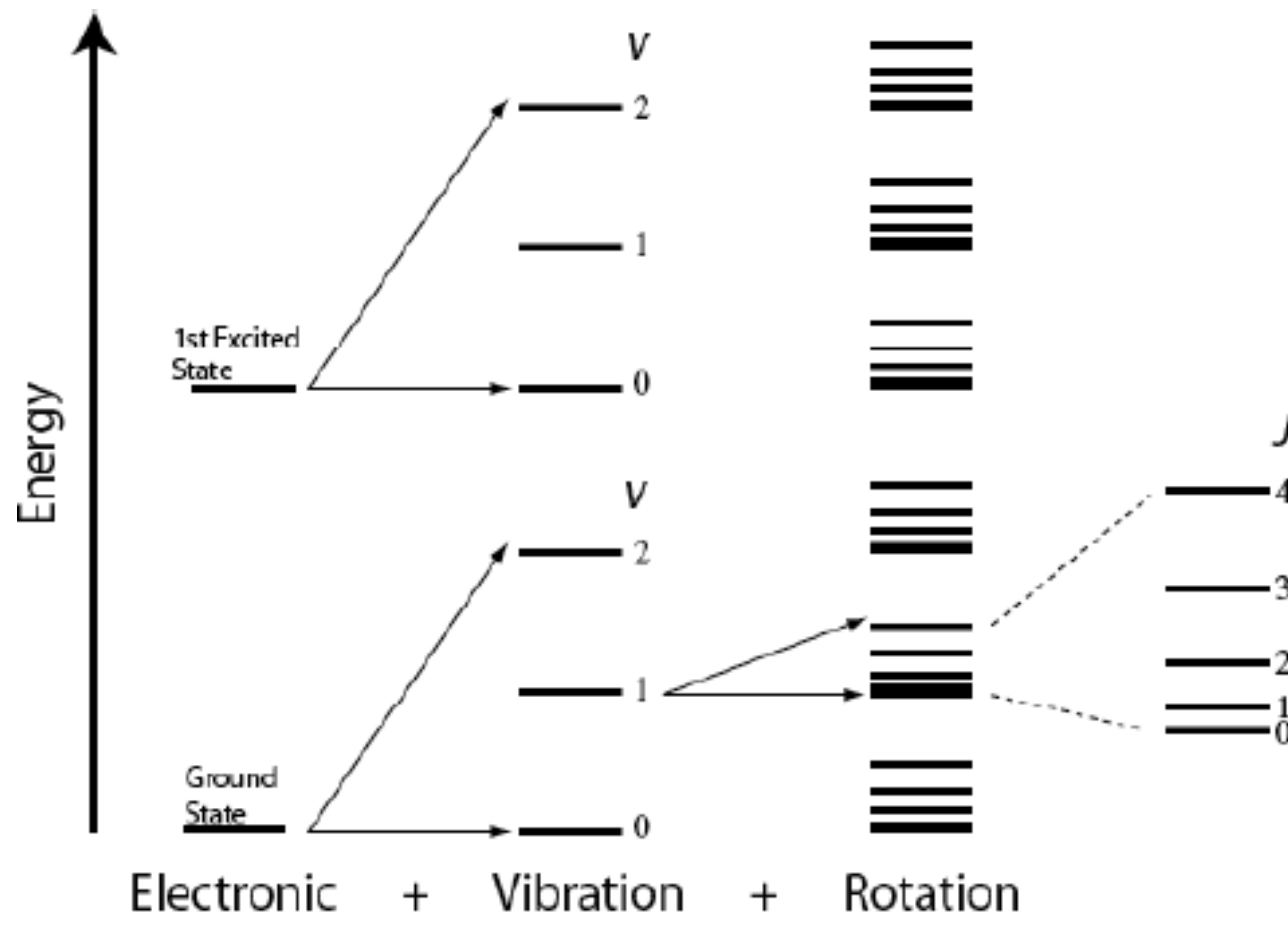 V
2
1
1st Excited
State
0
J
4
V
2
3
2
1
1
0
Ground
State
0
Energy
Electronic + Vibration + Rotation